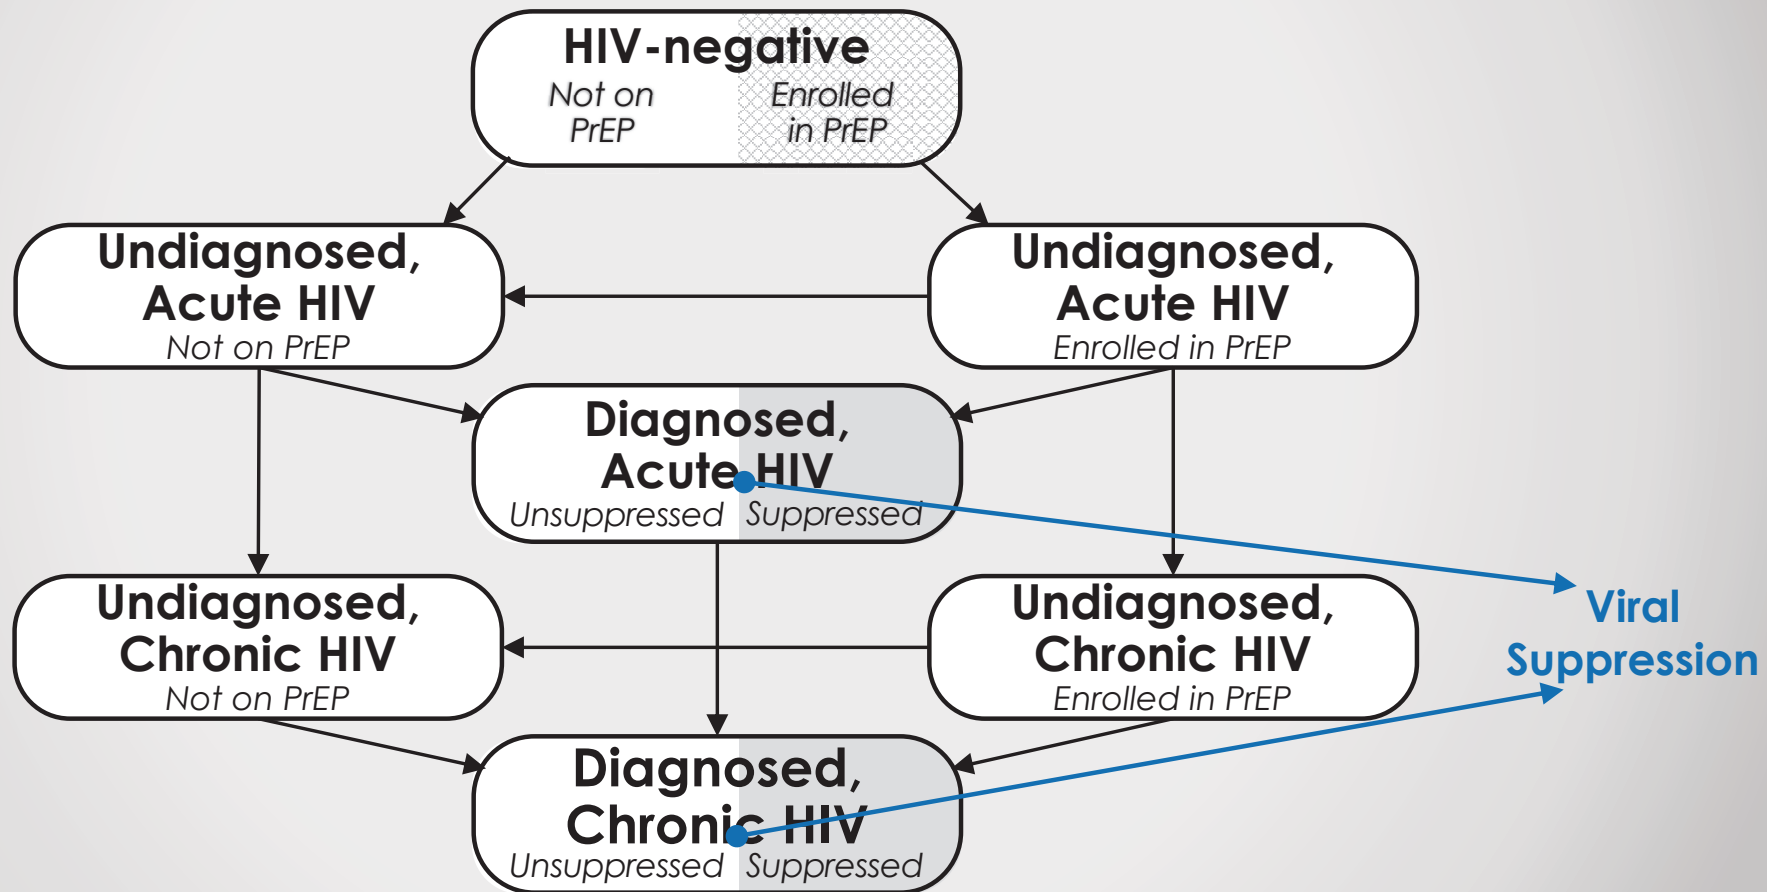 HIV-negative
Not on
PrEP
Enrolled
in PrEP
Undiagnosed,
Acute HIV
Not on PrEP
Undiagnosed,
Acute HIV
Enrolled in PrEP
Diagnosed,
Acute HIV
Unsuppressed
Suppressed
Undiagnosed,
Chronic HIV
Not on PrEP
Undiagnosed,
Chronic HIV
Enrolled in PrEP
Viral
Suppression
Diagnosed,
Chronic HIV
Unsuppressed
Suppressed